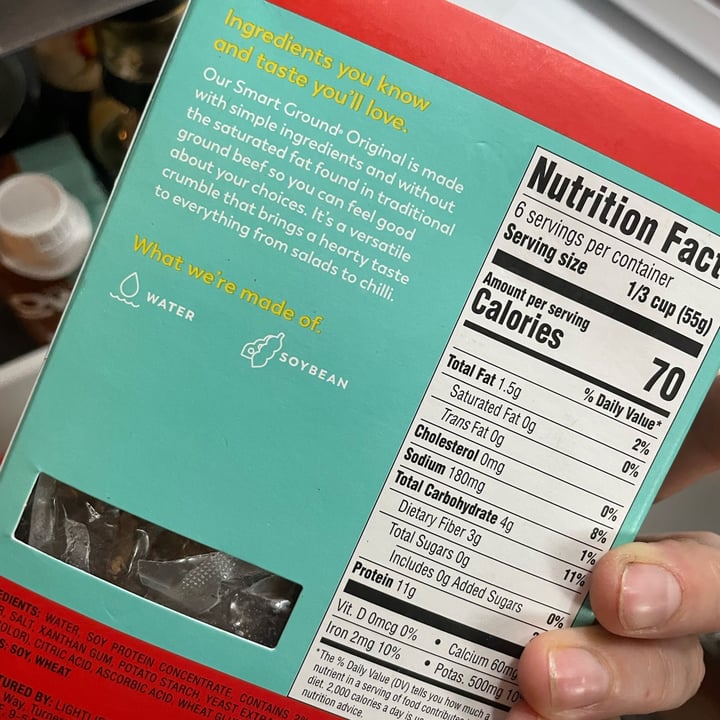 Ingredients you know
and taste you'll love.
Our Smart Ground® Original is made
with simple ingredients and without
the saturated fat found in traditional
ground beef so you can feel good
about your choices. It's a versatile
crumble that brings a hearty taste
to everything from salads to chilli.
What we're made of.
WATER
SOYBEAN
Nutrition Fact
6 servings per container
Serving size 1/3 cup (55g)
Amount per serving
Calories 70
% Daily Value*
Total Fat 1.5g 2%
Saturated Fat 0g 0%
Trans Fat 0g
Cholesterol 0mg 0%
Sodium 180mg 8%
Total Carbohydrate 4g 1%
Dietary Fiber 3g 11%
Total Sugars 0g
Includes 0g Added Sugars 0%
Protein 11g
Vit. D 0mcg 0% • Calcium 60mg
Iron 2mg 10% • Potas. 500mg 10
*The % Daily Value (DV) tells you how much a
nutrient in a serving of food contribute
diet. 2,000 calories a day is u
nutrition advice.
EDIENTS: WATER, SOY PROTEIN CONCENTRATE, CONTAINS
SALT, XANTHAN GUM, POTATO STARCH, YEAST EXTRA
COLOR), CITRIC ACID, ASCORBIC ACID, WHEAT GLU
S: SOY, WHEAT
TURED BY: LIGHTLI
Way, Turner